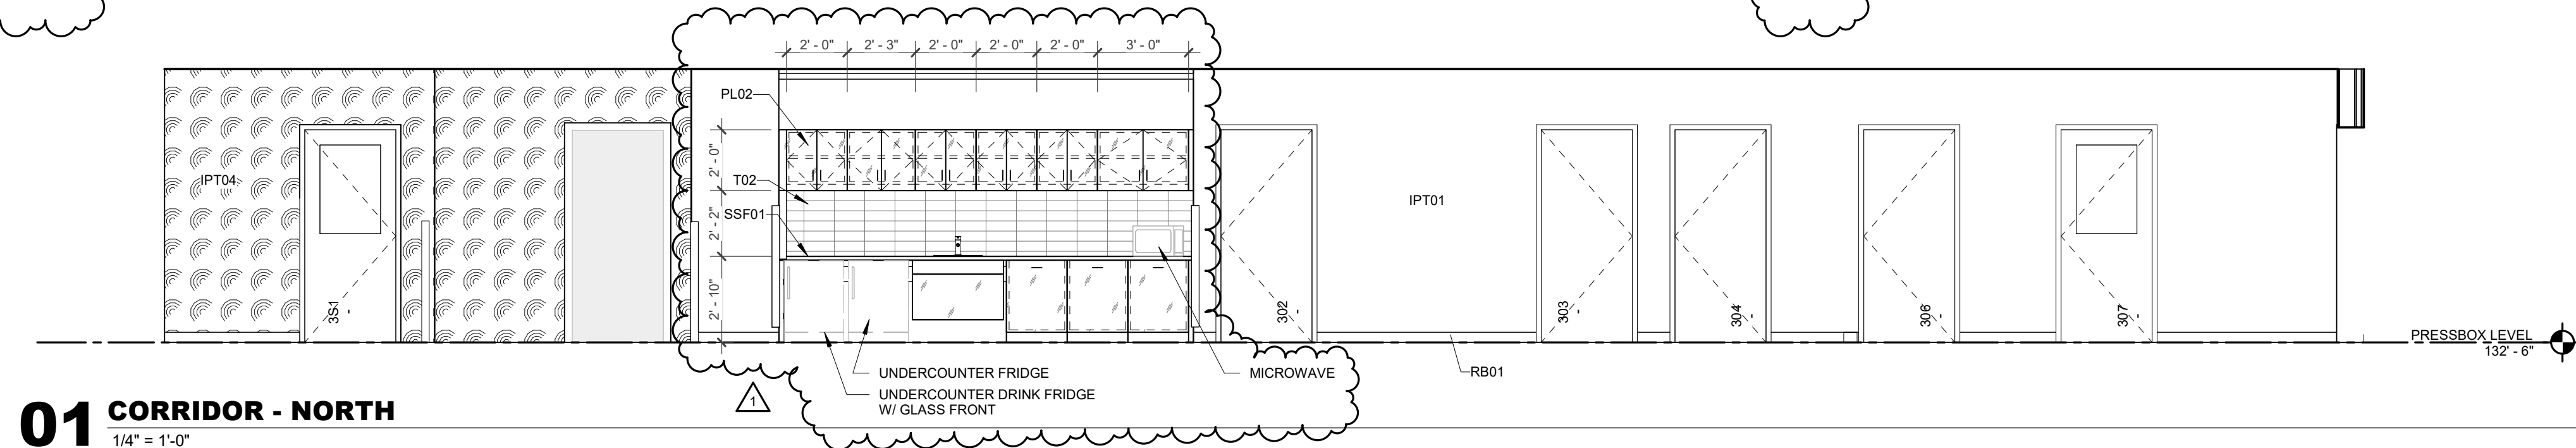 2' - 0" 2' - 3" 2' - 0" 2' - 0" 2' - 0" 3' - 0"
PL02
2' - 0"
T02
IPT04
SSF01
2' - 2"
IPT01
2' - 10"
3S1
-
302
-
303
-
304
-
306
-
307
-
PRESSBOX LEVEL
132' - 6"
UNDERCOUNTER FRIDGE
MICROWAVE
RB01
UNDERCOUNTER DRINK FRIDGE
W/ GLASS FRONT
1
01 CORRIDOR - NORTH
1/4" = 1'-0"